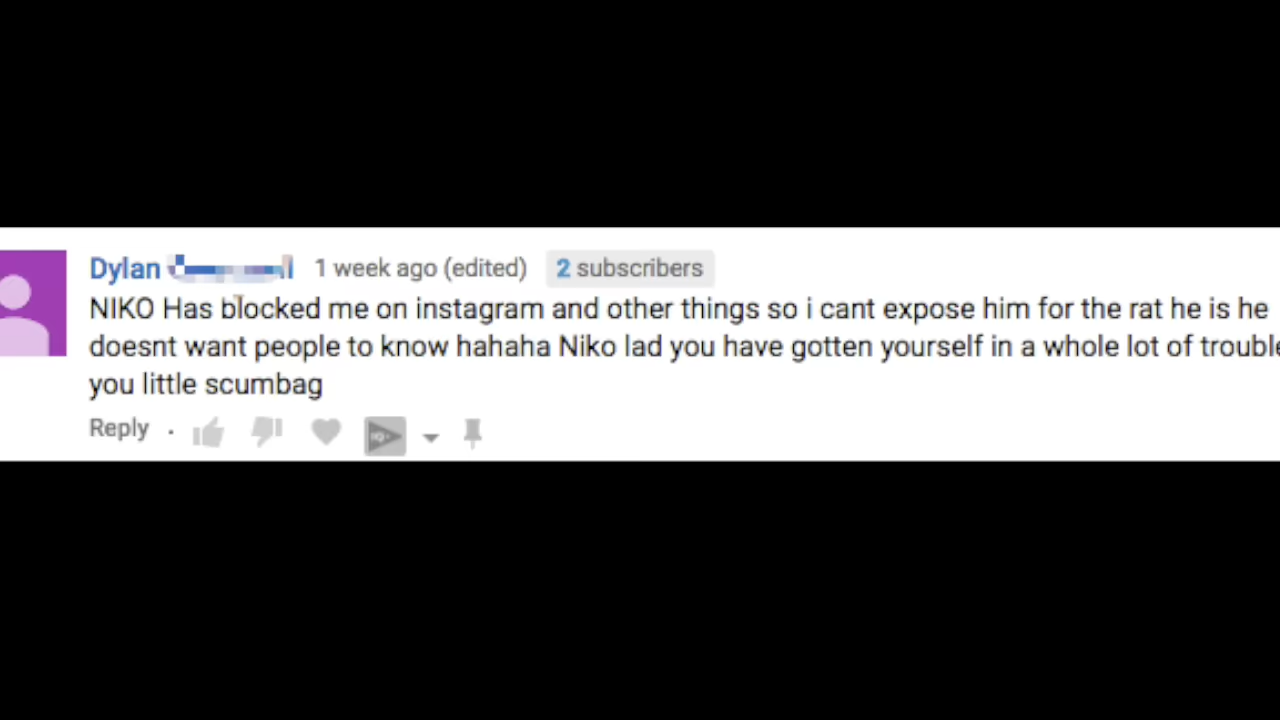 Dylan 1 week ago (edited) 2 subscribers
NIKO Has blocked me on instagram and other things so i cant expose him for the rat he is he
doesnt want people to know hahaha Niko lad you have gotten yourself in a whole lot of trouble
you little scumbag
Reply .